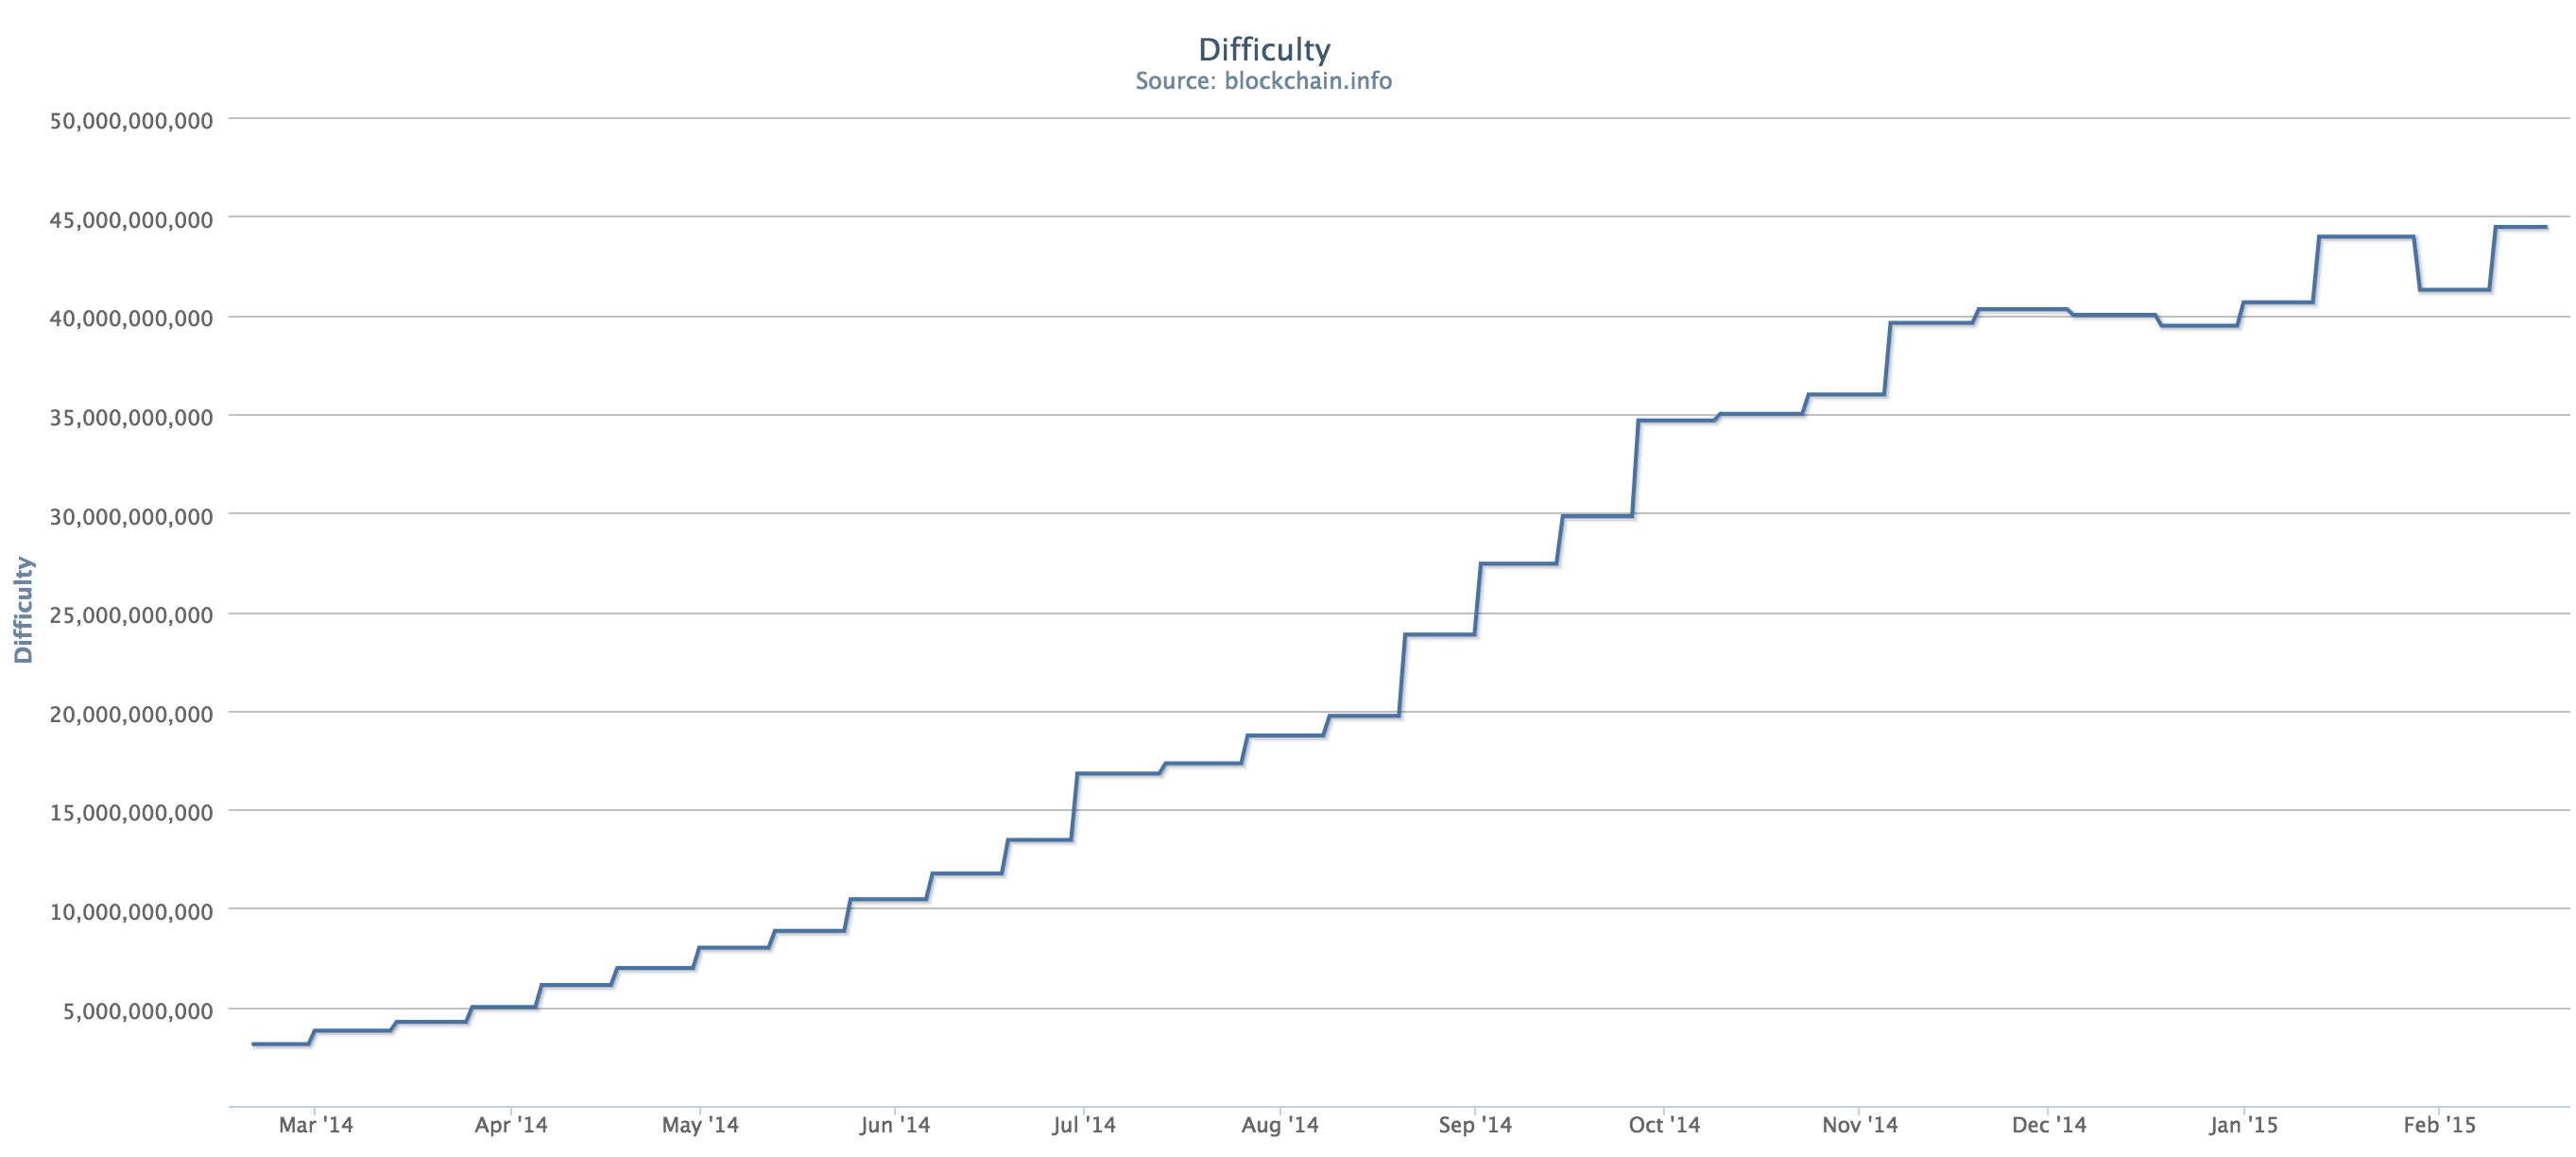 Difficulty
Source: blockchain.info
50,000,000,000
45,000,000,000
40,000,000,000
35,000,000,000
30,000,000,000
25,000,000,000
20,000,000,000
15,000,000,000
10,000,000,000
5,000,000,000
Difficulty
Mar '14 Apr '14 May '14 Jun '14 Jul '14 Aug '14 Sep '14 Oct '14 Nov '14 Dec '14 Jan '15 Feb '15